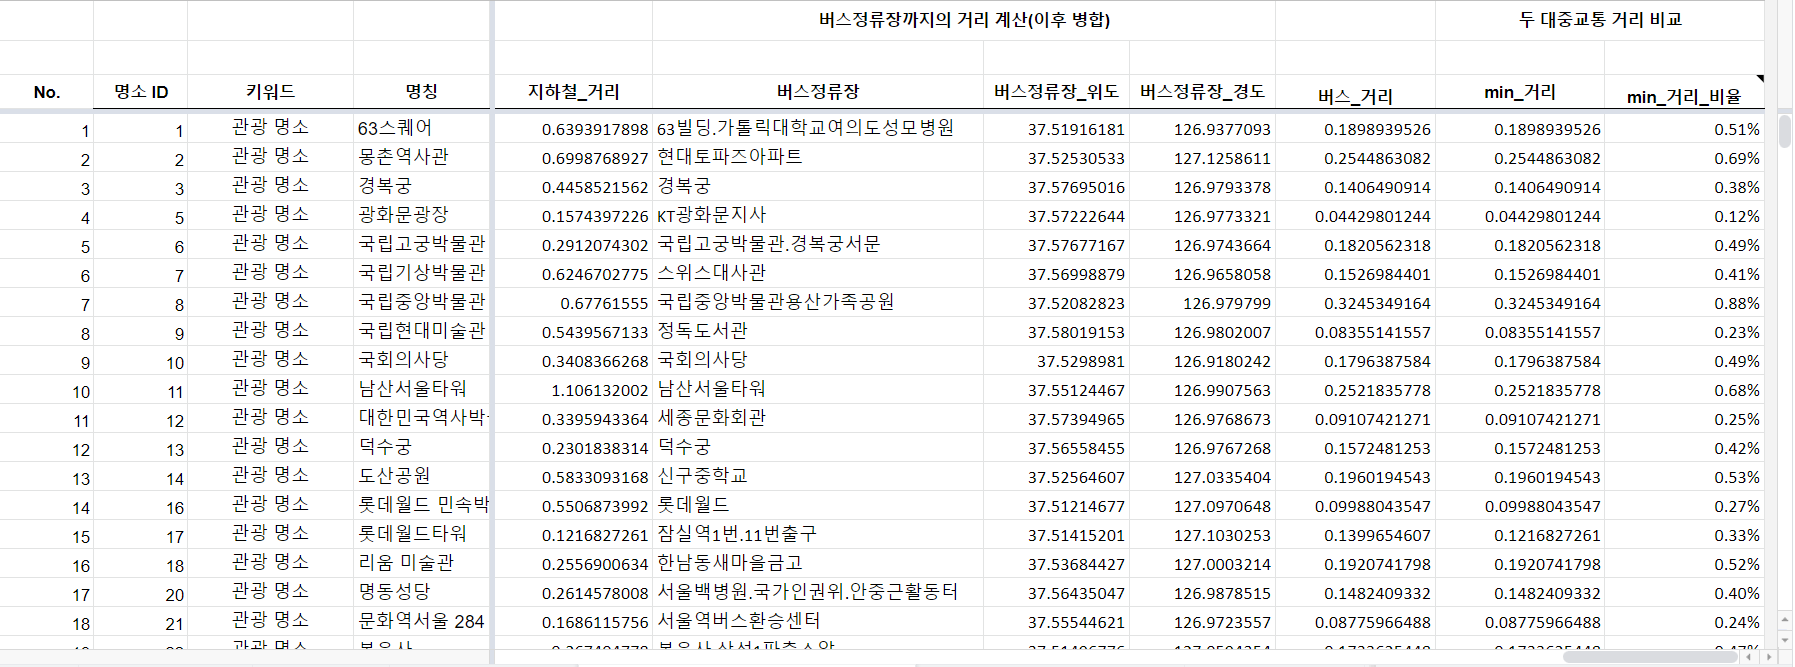 버스정류장까지의 거리 계산(이후 병합) 두 대중교통 거리 비교
No. 명소 ID 키워드 명칭 지하철_거리 버스정류장 버스정류장_위도 버스정류장_경도 버스_거리 min_거리 min_거리_비율
1 1 관광 명소 63스퀘어 0.6393917898 63빌딩.가톨릭대학교여의도성모병원 37.51916181 126.9377093 0.1898939526 0.1898939526 0.51%
2 2 관광 명소 몽촌역사관 0.6998768927 현대토파즈아파트 37.52530533 127.1258611 0.2544863082 0.2544863082 0.69%
3 3 관광 명소 경복궁 0.4458521562 경복궁 37.57695016 126.9793378 0.1406490914 0.1406490914 0.38%
4 5 관광 명소 광화문광장 0.1574397226 KT광화문지사 37.57222644 126.9773321 0.04429801244 0.04429801244 0.12%
5 6 관광 명소 국립고궁박물관 0.2912074302 국립고궁박물관.경복궁서문 37.57677167 126.9743664 0.1820562318 0.1820562318 0.49%
6 7 관광 명소 국립기상박물관 0.6246702775 스위스대사관 37.56998879 126.9658058 0.1526984401 0.1526984401 0.41%
7 8 관광 명소 국립중앙박물관 0.67761555 국립중앙박물관용산가족공원 37.52082823 126.979799 0.3245349164 0.3245349164 0.88%
8 9 관광 명소 국립현대미술관 0.5439567133 정독도서관 37.58019153 126.9802007 0.08355141557 0.08355141557 0.23%
9 10 관광 명소 국회의사당 0.3408366268 국회의사당 37.5298981 126.9180242 0.1796387584 0.1796387584 0.49%
10 11 관광 명소 남산서울타워 1.106132002 남산서울타워 37.55124467 126.9907563 0.2521835778 0.2521835778 0.68%
11 12 관광 명소 대한민국역사박 0.3395943364 세종문화회관 37.57394965 126.9768673 0.09107421271 0.09107421271 0.25%
12 13 관광 명소 덕수궁 0.2301838314 덕수궁 37.56558455 126.9767268 0.1572481253 0.1572481253 0.42%
13 14 관광 명소 도산공원 0.5833093168 신구중학교 37.52564607 127.0335404 0.1960194543 0.1960194543 0.53%
14 16 관광 명소 롯데월드 민속박 0.5506873992 롯데월드 37.51214677 127.0970648 0.09988043547 0.09988043547 0.27%
15 17 관광 명소 롯데월드타워 0.1216827261 잠실역1번.11번출구 37.51415201 127.1030253 0.1399654607 0.1216827261 0.33%
16 18 관광 명소 리움 미술관 0.2556900634 한남동새마을금고 37.53684427 127.0003214 0.1920741798 0.1920741798 0.52%
17 20 관광 명소 명동성당 0.2614578008 서울백병원.국가인권위.안중근활동터 37.56435047 126.9878515 0.1482409332 0.1482409332 0.40%
18 21 관광 명소 문화역서울 284 0.1686115756 서울역버스환승센터 37.55544621 126.9723557 0.08775966488 0.08775966488 0.24%